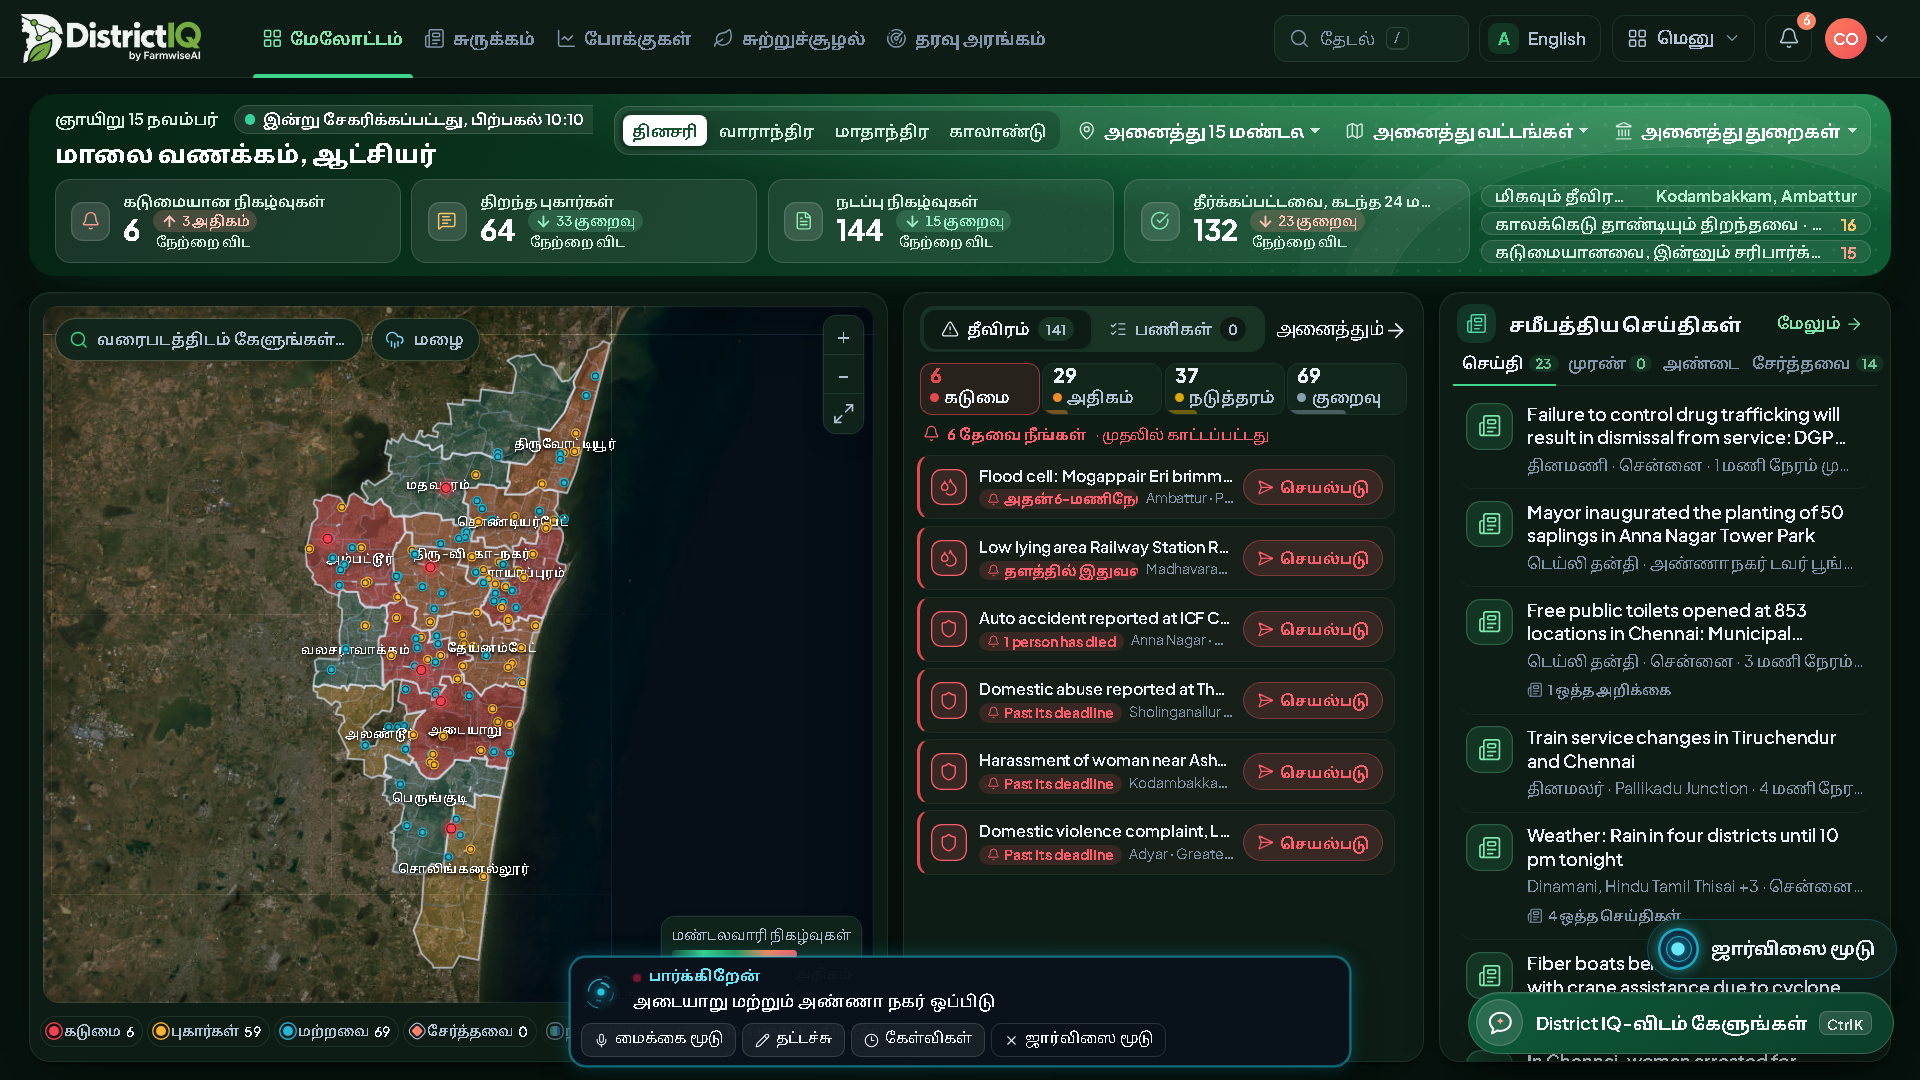 DistrictIQ
by FarmwiseAI
மேலோட்டம்
சுருக்கம்
போக்குகள்
சுற்றுச்சூழல்
தரவு அரங்கம்
தேடல் /
A English
மெனு
6
CO
ஞாயிறு 15 நவம்பர்
இன்று சேகரிக்கப்பட்டது, பிற்பகல் 10:10
மாலை வணக்கம், ஆட்சியர்
தினசரி
வாராந்திர
மாதாந்திர
காலாண்டு
அனைத்து 15 மண்டல
அனைத்து வட்டங்கள்
அனைத்து துறைகள்
கடுமையான நிகழ்வுகள்
6
3 அதிகம்
நேற்றை விட
திறந்த புகார்கள்
64
33 குறைவு
நேற்றை விட
நடப்பு நிகழ்வுகள்
144
15 குறைவு
நேற்றை விட
தீர்க்கப்பட்டவை, கடந்த 24 ம...
132
23 குறைவு
நேற்றை விட
மிகவும் தீவிர... Kodambakkam, Ambattur
காலக்கெடு தாண்டியும் திறந்தவை · ... 16
கடுமையானவை, இன்னும் சரிபார்க்... 15
வரைபடத்திடம் கேளுங்கள்...
மழை
+
−
திருவோட்டியூர்
மதவரம்
தொண்டியர்பேட்
அம்பட்டூர்
திரு-வி கா-நகர்
ராயபுரம்
வலசரவாக்கம்
தேய்னம்பேட்
அலண்டூர்
அடையாறு
பெருங்குடி
சொலிங்கனல்லூர்
மண்டலவாரி நிகழ்வுகள்
கடுமை 6
புகார்கள் 59
மற்றவை 69
சேர்த்தவை 0
தீவிரம் 141
பணிகள் 0
அனைத்தும்
6
கடுமை
29
அதிகம்
37
நடுத்தரம்
69
குறைவு
6 தேவை நீங்கள் · முதலில் காட்டப்பட்டது
Flood cell: Mogappair Eri brimm...
அதன் 6-மணிநேர Ambattur · P...
செயல்படு
Low lying area Railway Station R...
தளத்தில் இதுவரை Madhavara...
செயல்படு
Auto accident reported at ICF C...
1 person has died Anna Nagar · ...
செயல்படு
Domestic abuse reported at Th...
Past its deadline Sholinganallur ...
செயல்படு
Harassment of woman near Ash...
Past its deadline Kodambakka...
செயல்படு
Domestic violence complaint, L...
Past its deadline Adyar · Greate...
செயல்படு
சமீபத்திய செய்திகள்
மேலும்
செய்தி 23
முரண் 0
அண்டை
சேர்த்தவை 14
Failure to control drug trafficking will
result in dismissal from service: DGP...
தினமணி · சென்னை · 1 மணி நேரம் மு...
Mayor inaugurated the planting of 50
saplings in Anna Nagar Tower Park
டெய்லி தன்தி · அண்ணா நகர் டவர் பூங்...
Free public toilets opened at 853
locations in Chennai: Municipal...
டெய்லி தன்தி · சென்னை · 3 மணி நேரம்...
1 ஒத்த அறிக்கை
Train service changes in Tiruchendur
and Chennai
தினமலர் · Pallikadu Junction · 4 மணி நேர...
Weather: Rain in four districts until 10
pm tonight
Dinamani, Hindu Tamil Thisai +3 · சென்னை...
4 ஒத்த செய்திகள்
Fiber boats be
with crane assistance due to cyclone
In Chennai, woman arrested for
ஜார்விஸை மூடு
District IQ-விடம் கேளுங்கள் Ctrl K
பார்க்கிறேன்
அடையாறு மற்றும் அண்ணா நகர் ஒப்பிடு
மைக்கை மூடு
தட்டச்சு
கேள்விகள்
ஜார்விஸை மூடு